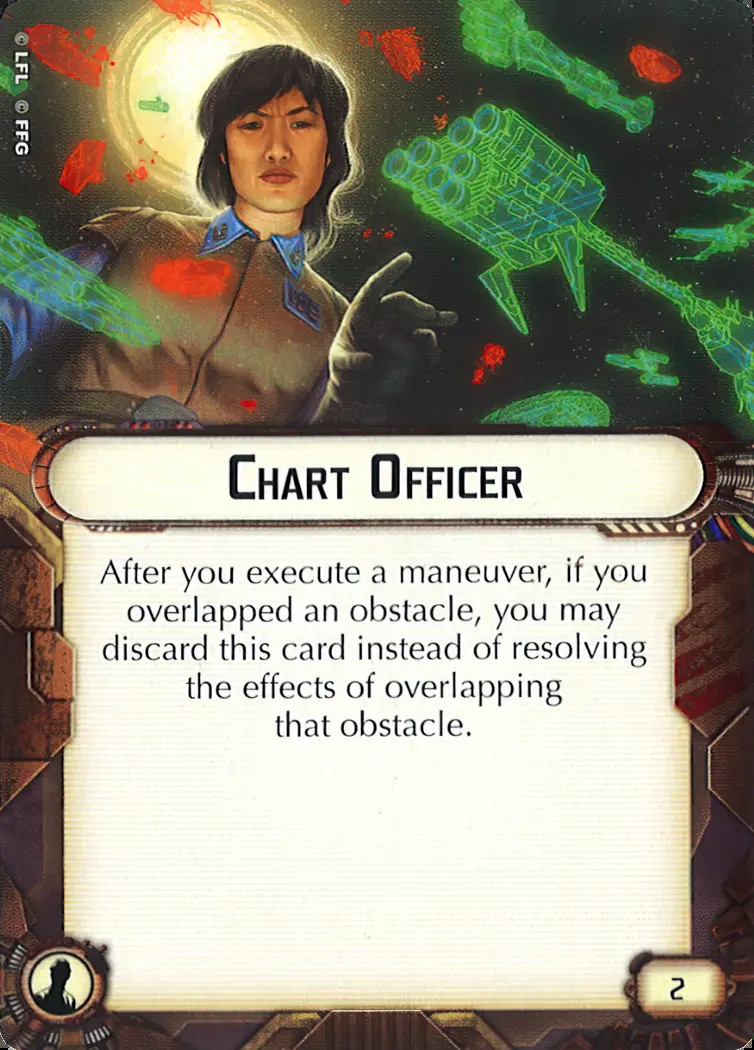 © LFL © FFG
Chart Officer
After you execute a maneuver, if you
overlapped an obstacle, you may
discard this card instead of resolving
the effects of overlapping
that obstacle.
2